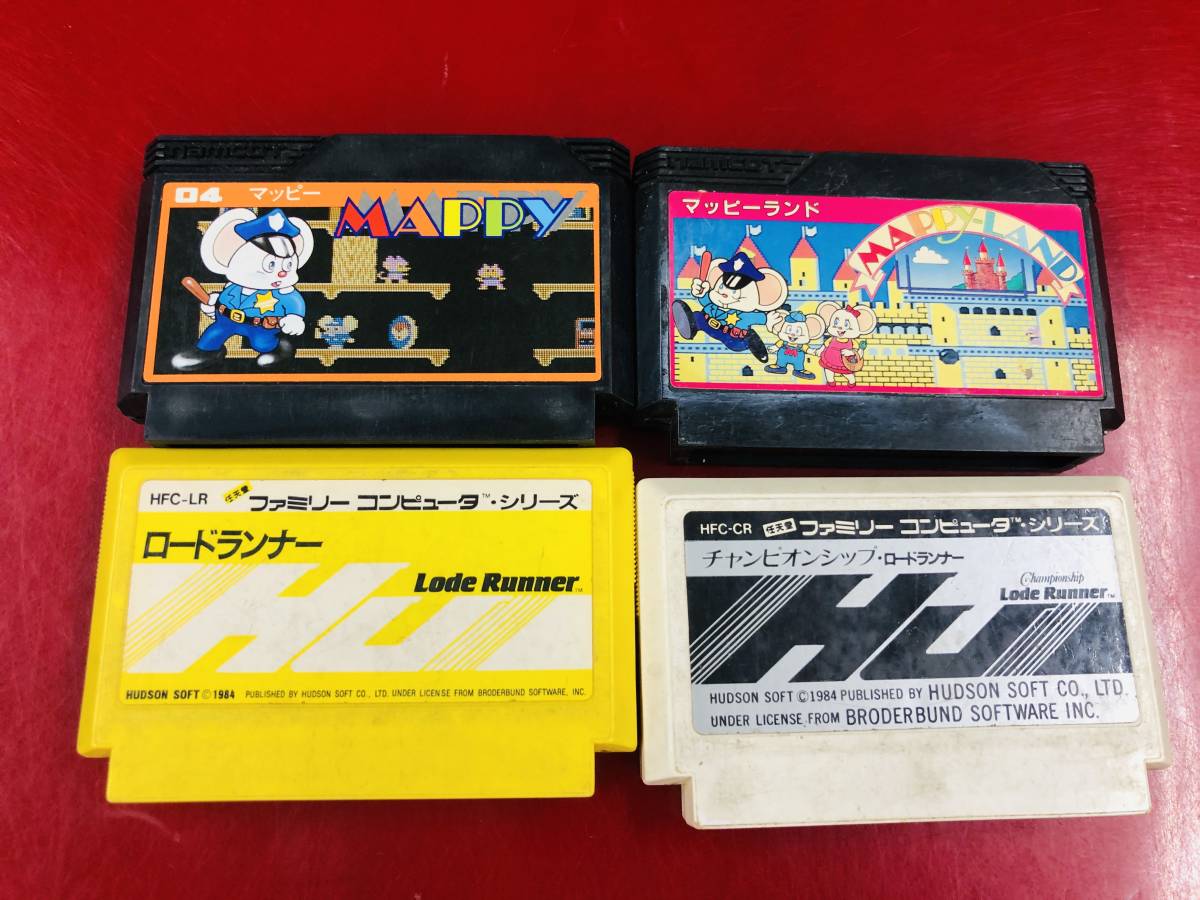 namcot
04 マッピー
MAPPY
namcot
マッピーランド
MAPPY-LAND
HFC-LR 任天堂 ファミリー コンピュータ™・シリーズ
ロードランナー
Lode Runner™
HUDSON SOFT ©1984 PUBLISHED BY HUDSON SOFT CO., LTD. UNDER LICENSE FROM BRODERBUND SOFTWARE, INC.
HFC-CR 任天堂 ファミリー コンピュータ™・シリーズ
チャンピオンシップ・ロードランナー
Championship
Lode Runner™
HUDSON SOFT ©1984 PUBLISHED BY HUDSON SOFT CO., LTD.
UNDER LICENSE FROM BRODERBUND SOFTWARE INC.